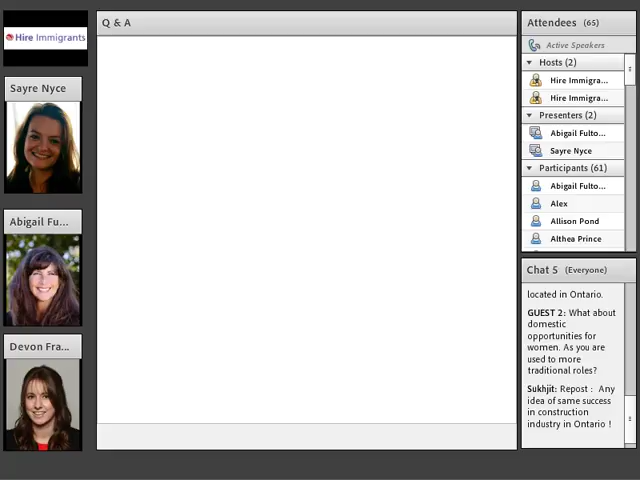 Hire Immigrants
Sayre Nyce
Abigail Fu...
Devon Fra...
Q & A
Attendees (65)
Active Speakers
Hosts (2)
Hire Immigra...
Hire Immigra...
Presenters (2)
Abigail Fulto...
Sayre Nyce
Participants (61)
Abigail Fulto...
Alex
Allison Pond
Althea Prince
Chat 5 (Everyone)
located in Ontario.
GUEST 2: What about
domestic
opportunities for
women. As you are
used to more
traditional roles?
Sukhjit: Repost : Any
idea of same success
in construction
industry in Ontario !